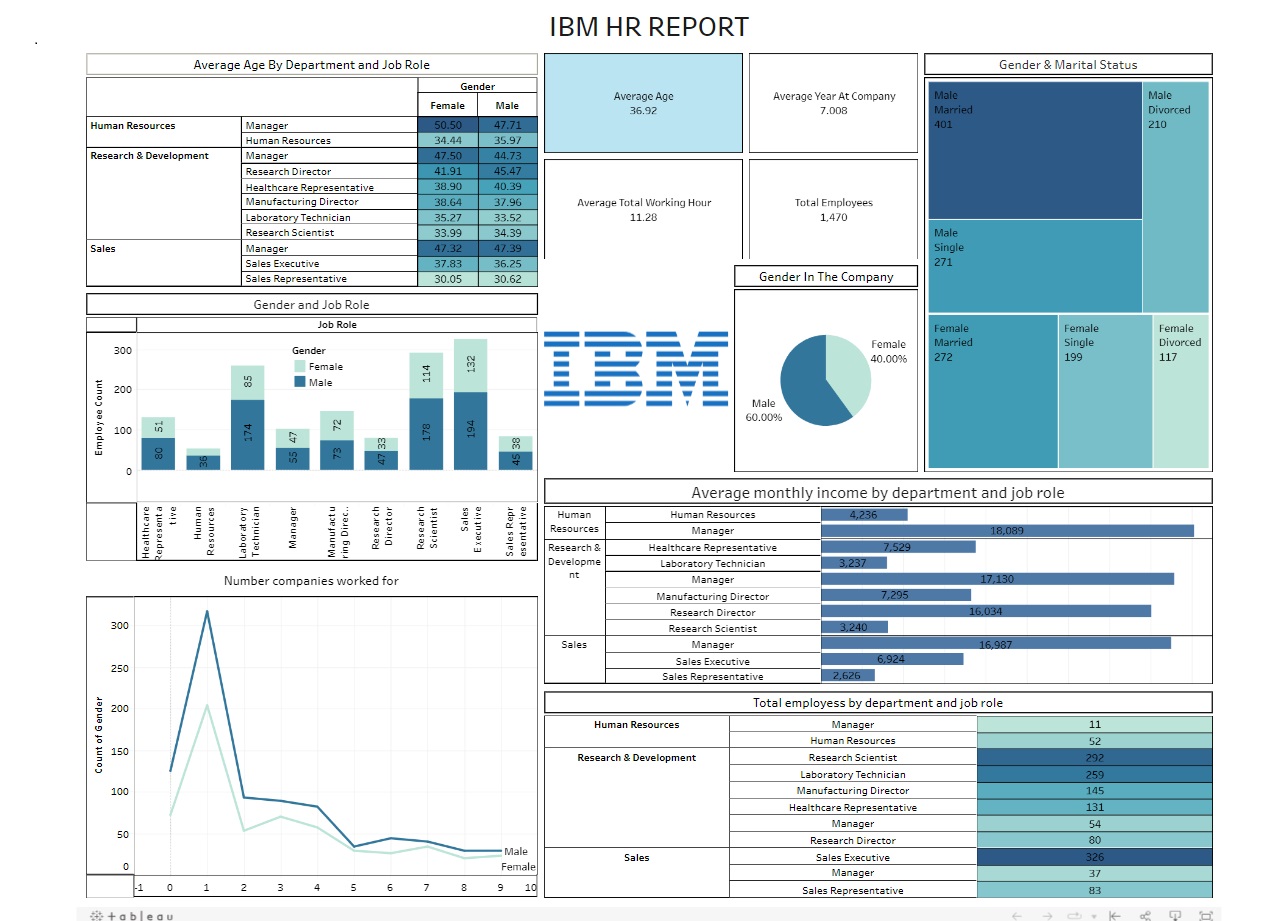 IBM HR REPORT
.
Average Age By Department and Job Role
Gender
Female Male
Human Resources Manager 50.50 47.71
Human Resources 34.44 35.97
Research & Development Manager 47.50 44.73
Research Director 41.91 45.47
Healthcare Representative 38.90 40.39
Manufacturing Director 38.64 37.96
Laboratory Technician 35.27 33.52
Research Scientist 33.99 34.39
Sales Manager 47.32 47.39
Sales Executive 37.83 36.25
Sales Representative 30.05 30.62
Average Age
36.92
Average Year At Company
7.008
Average Total Working Hour
11.28
Total Employees
1,470
Gender & Marital Status
Male
Married
401
Male
Divorced
210
Male
Single
271
Female
Married
272
Female
Single
199
Female
Divorced
117
Gender and Job Role
Job Role
Employee Count
300
200
100
0
Gender
Female
Male
51
80
36
85
174
47
55
72
73
33
47
114
178
132
194
38
45
Healthcare
Representa
tive
Human
Resources
Laboratory
Technician
Manager
Manufactu
ring Direc..
Research
Director
Research
Scientist
Sales
Executive
Sales Repr
esentative
IBM
Gender In The Company
Female
40.00%
Male
60.00%
Number companies worked for
Count of Gender
300
250
200
150
100
50
0
Male
Female
-1 0 1 2 3 4 5 6 7 8 9 10
Average monthly income by department and job role
Human
Resources
Human Resources 4,236
Manager 18,089
Research &
Developme
nt
Healthcare Representative 7,529
Laboratory Technician 3,237
Manager 17,130
Manufacturing Director 7,295
Research Director 16,034
Research Scientist 3,240
Sales Manager 16,987
Sales Executive 6,924
Sales Representative 2,626
Total employess by department and job role
Human Resources Manager 11
Human Resources 52
Research & Development Research Scientist 292
Laboratory Technician 259
Manufacturing Director 145
Healthcare Representative 131
Manager 54
Research Director 80
Sales Sales Executive 326
Manager 37
Sales Representative 83
+ableau